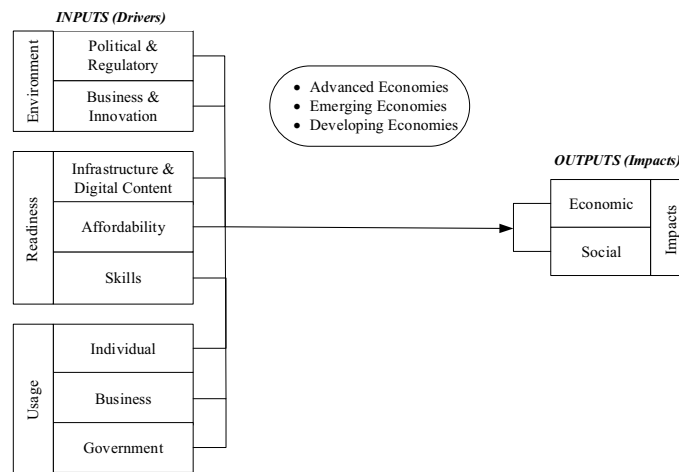 INPUTS (Drivers)
Environment
Political &
Regulatory
Business &
Innovation
Readiness
Infrastructure &
Digital Content
Affordability
Skills
Usage
Individual
Business
Government
• Advanced Economies
• Emerging Economies
• Developing Economies
OUTPUTS (Impacts)
Economic
Social
Impacts